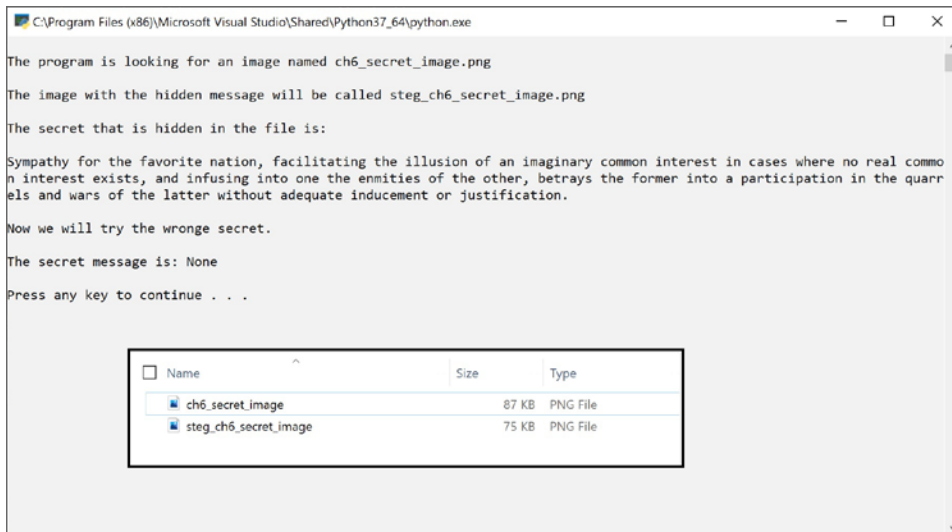 C:\Program Files (x86)\Microsoft Visual Studio\Shared\Python37_64\python.exe
The program is looking for an image named ch6_secret_image.png
The image with the hidden message will be called steg_ch6_secret_image.png
The secret that is hidden in the file is:
Sympathy for the favorite nation, facilitating the illusion of an imaginary common interest in cases where no real commo
n interest exists, and infusing into one the enmities of the other, betrays the former into a participation in the quarr
els and wars of the latter without adequate inducement or justification.
Now we will try the wronge secret.
The secret message is: None
Press any key to continue . . .
Name Size Type
ch6_secret_image 87 KB PNG File
steg_ch6_secret_image 75 KB PNG File